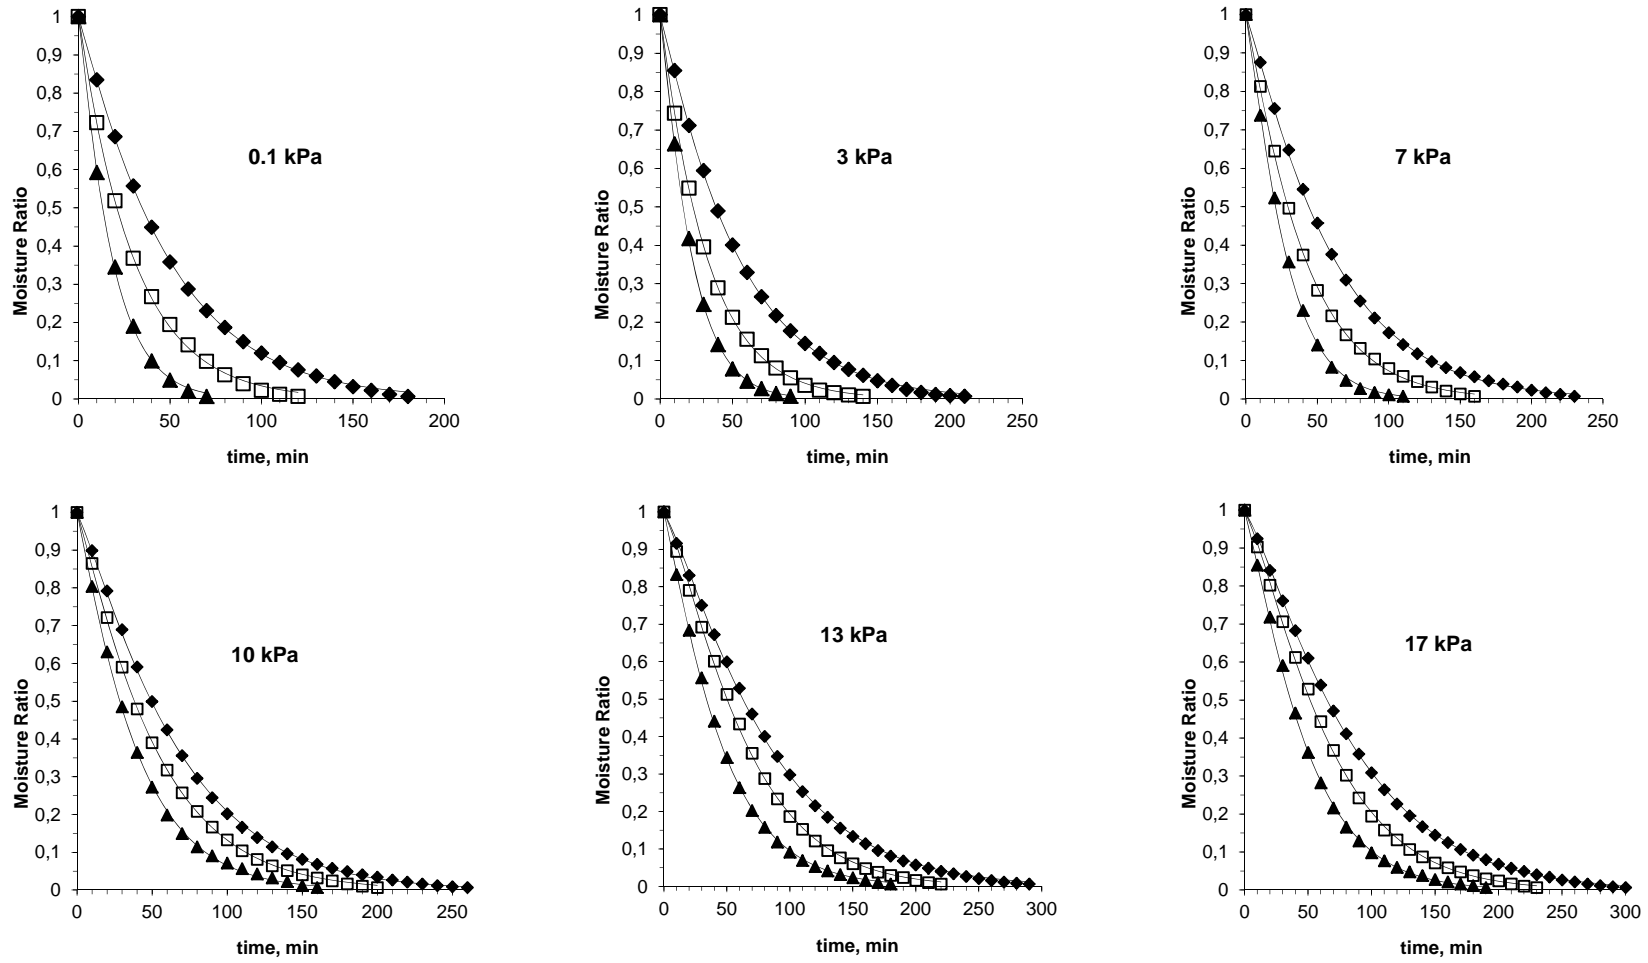 0.1 kPa
Moisture Ratio
1
0,9
0,8
0,7
0,6
0,5
0,4
0,3
0,2
0,1
0
0 50 100 150 200
time, min
3 kPa
Moisture Ratio
1
0,9
0,8
0,7
0,6
0,5
0,4
0,3
0,2
0,1
0
0 50 100 150 200 250
time, min
7 kPa
Moisture Ratio
1
0,9
0,8
0,7
0,6
0,5
0,4
0,3
0,2
0,1
0
0 50 100 150 200 250
time, min
10 kPa
Moisture Ratio
1
0,9
0,8
0,7
0,6
0,5
0,4
0,3
0,2
0,1
0
0 50 100 150 200 250
time, min
13 kPa
Moisture Ratio
1
0,9
0,8
0,7
0,6
0,5
0,4
0,3
0,2
0,1
0
0 50 100 150 200 250 300
time, min
17 kPa
Moisture Ratio
1
0,9
0,8
0,7
0,6
0,5
0,4
0,3
0,2
0,1
0
0 50 100 150 200 250 300
time, min